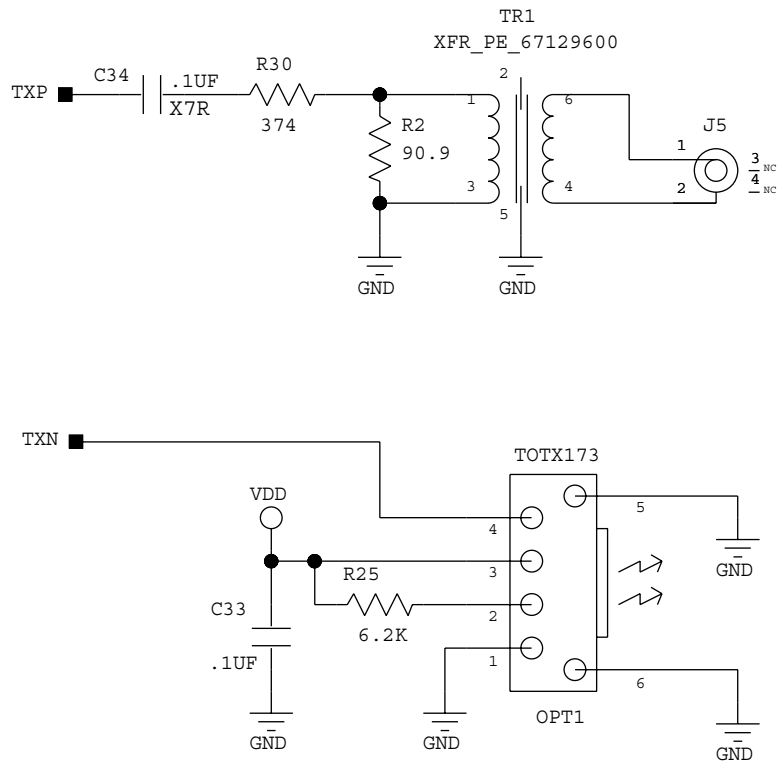 TR1
XFR_PE_67129600
C34
.1UF
X7R
R30
374
TXP
R2
90.9
1
2
3
5
6
4
J5
1
2
3
NC
4
NC
GND
GND
TXN
TOTX173
VDD
4
5
GND
3
R25
6.2K
2
C33
.1UF
1
6
OPT1
GND
GND
GND